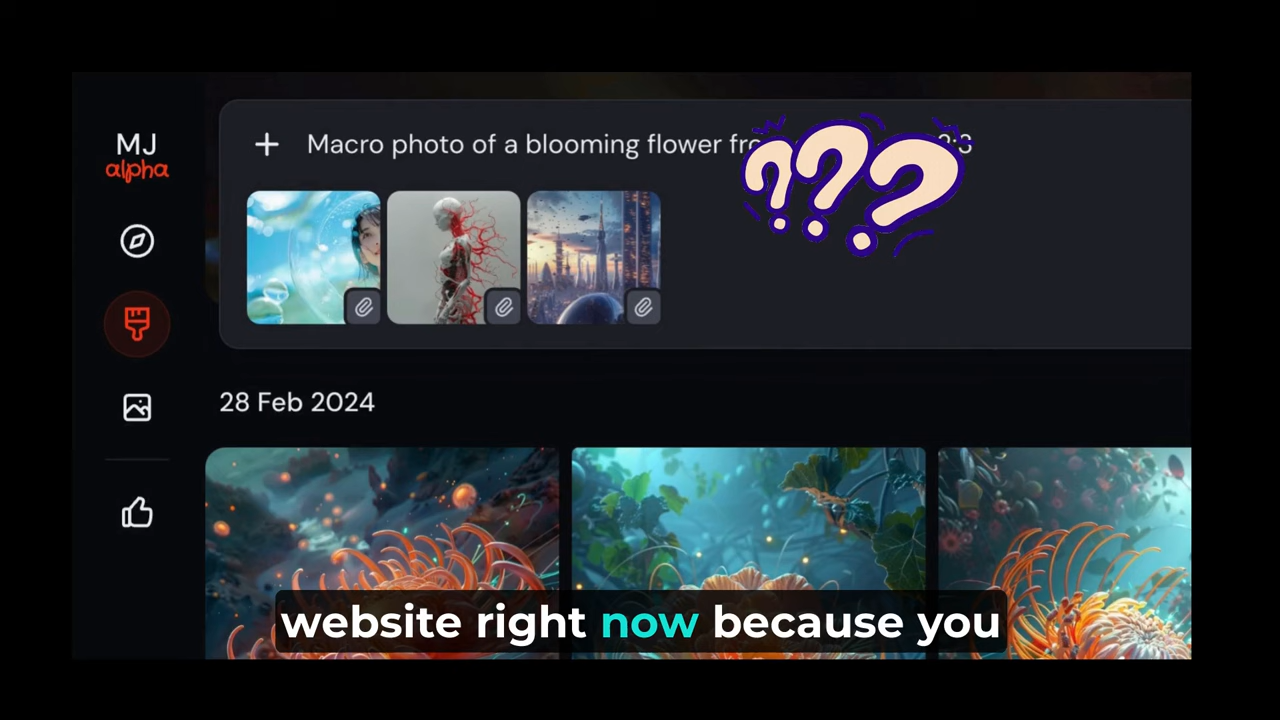 MJ
alpha
Macro photo of a blooming flower
???
28 Feb 2024
website right now because you